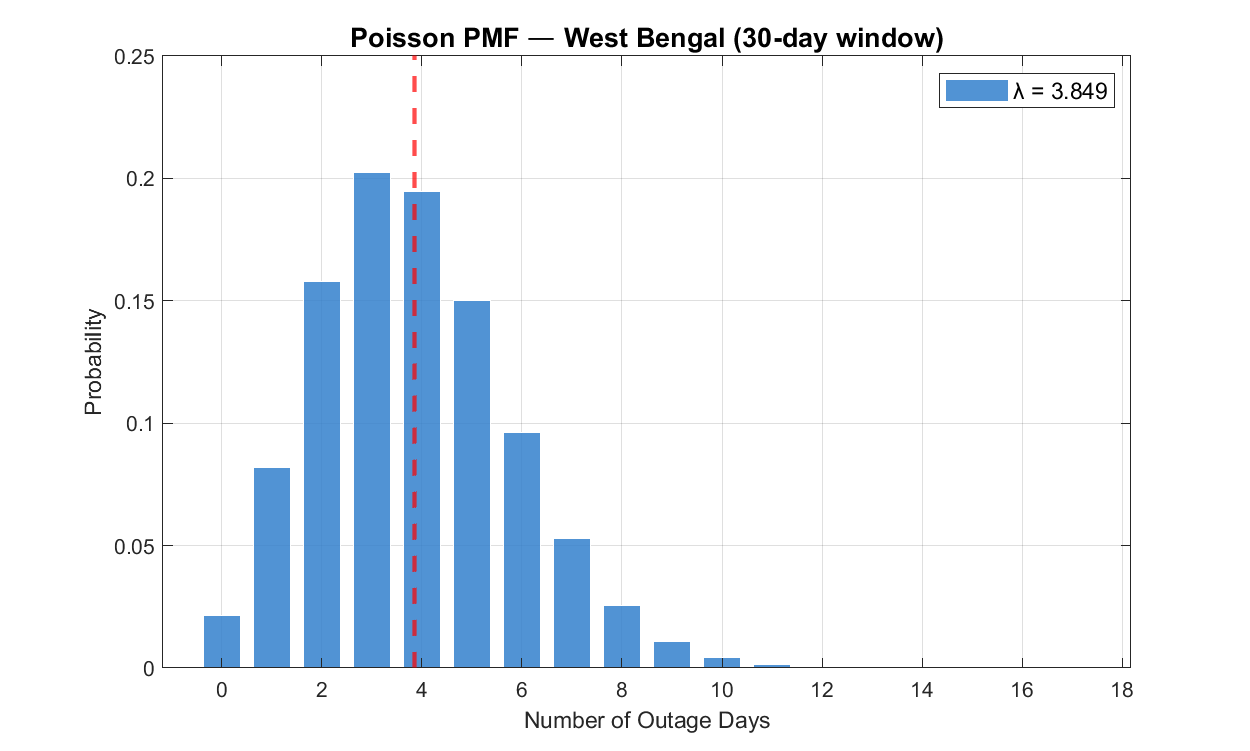 Poisson PMF — West Bengal (30-day window)
λ = 3.849
0.25
0.2
0.15
0.1
0.05
0
Probability
0 2 4 6 8 10 12 14 16 18
Number of Outage Days